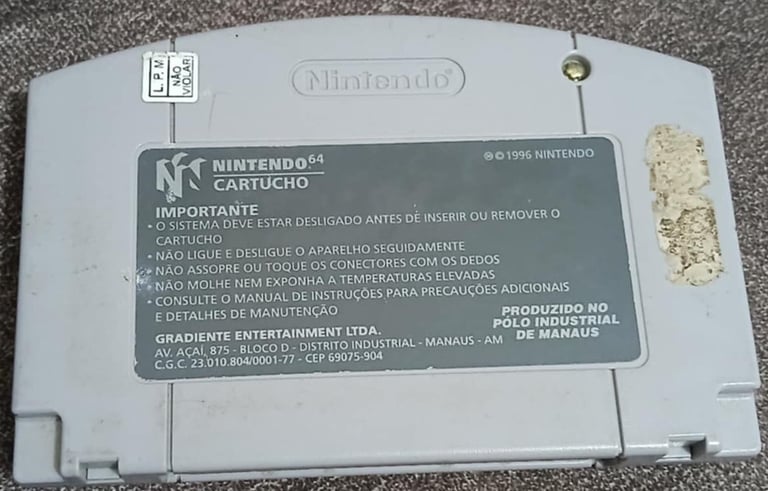 L.P.M
NÃO
VIOLAR
Nintendo®
NINTENDO 64
CARTUCHO
® © 1996 NINTENDO
IMPORTANTE
• O SISTEMA DEVE ESTAR DESLIGADO ANTES DE INSERIR OU REMOVER O
CARTUCHO
• NÃO LIGUE E DESLIGUE O APARELHO SEGUIDAMENTE
• NÃO ASSOPRE OU TOQUE OS CONECTORES COM OS DEDOS
• NÃO MOLHE NEM EXPONHA A TEMPERATURAS ELEVADAS
• CONSULTE O MANUAL DE INSTRUÇÕES PARA PRECAUÇÕES ADICIONAIS
E DETALHES DE MANUTENÇÃO
GRADIENTE ENTERTAINMENT LTDA.
AV. AÇAÍ, 875 - BLOCO D - DISTRITO INDUSTRIAL - MANAUS - AM
C.G.C. 23.010.804/0001-77 - CEP 69075-904
PRODUZIDO NO
PÓLO INDUSTRIAL
DE MANAUS